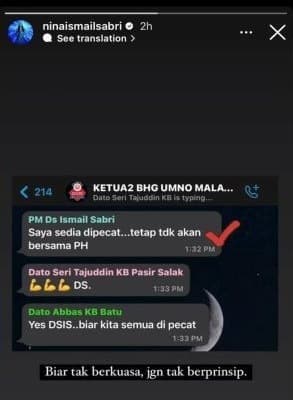 ninaismailsabri 2h
See translation >
214
KETUA2 BHG UMNO MALA...
Dato Seri Tajuddin KB is typing...
PM Ds Ismail Sabri
Saya sedia dipecat...tetap tdk akan
bersama PH
1:32 PM
Dato Seri Tajuddin KB Pasir Salak
💪💪💪 DS.
1:33 PM
Dato Abbas KB Batu
Yes DSIS..biar kita semua di pecat
1:33 PM
Biar tak berkuasa, jgn tak berprinsip.